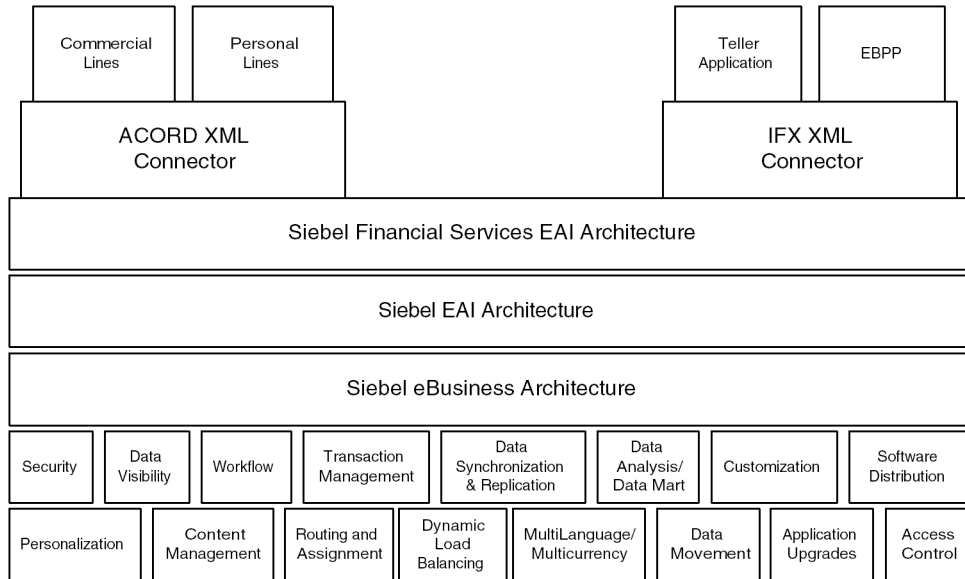 Commercial
Lines
Personal
Lines
Teller
Application
EBPP
ACORD XML
Connector
IFX XML
Connector
Siebel Financial Services EAI Architecture
Siebel EAI Architecture
Siebel eBusiness Architecture
Security
Data
Visibility
Workflow
Transaction
Management
Data
Synchronization
& Replication
Data
Analysis/
Data Mart
Customization
Software
Distribution
Personalization
Content
Management
Routing and
Assignment
Dynamic
Load
Balancing
MultiLanguage/
Multicurrency
Data
Movement
Application
Upgrades
Access
Control